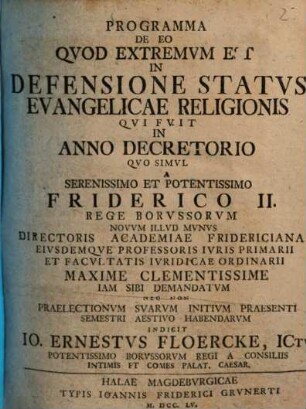 PROGRAMMA
DE EO
QVOD EXTREMVM EST
IN
DEFENSIONE STATVS
EVANGELICAE RELIGIONIS
QVI FVIT
IN
ANNO DECRETORIO
QVO SIMVL
A
SERENISSIMO ET POTENTISSIMO
FRIDERICO II.
REGE BORVSSORVM
NOVVM ILLVD MVNVS
DIRECTORIS ACADEMIAE FRIDERICIANA
EIVSDEMQVE PROFESSORIS IVRIS PRIMARII
ET FACVLTATIS IVRIDICAE ORDINARII
MAXIME CLEMENTISSIME
IAM SIBI DEMANDATVM
NEC NON
PRAELECTIONVM SVARVM INITIVM PRAESENTI
SEMESTRI AESTIVO HABENDARVM
INDICIT
IO. ERNESTVS FLOERCKE, ICT
POTENTISSIMO BORVSSORVM REGI A CONSILIIS
INTIMIS ET COMES PALAT. CAESAR.
HALAE MAGDEBVRGICAE
TYPIS IOANNIS FRIDERICI GRVNERTI
M. DCC. LV.